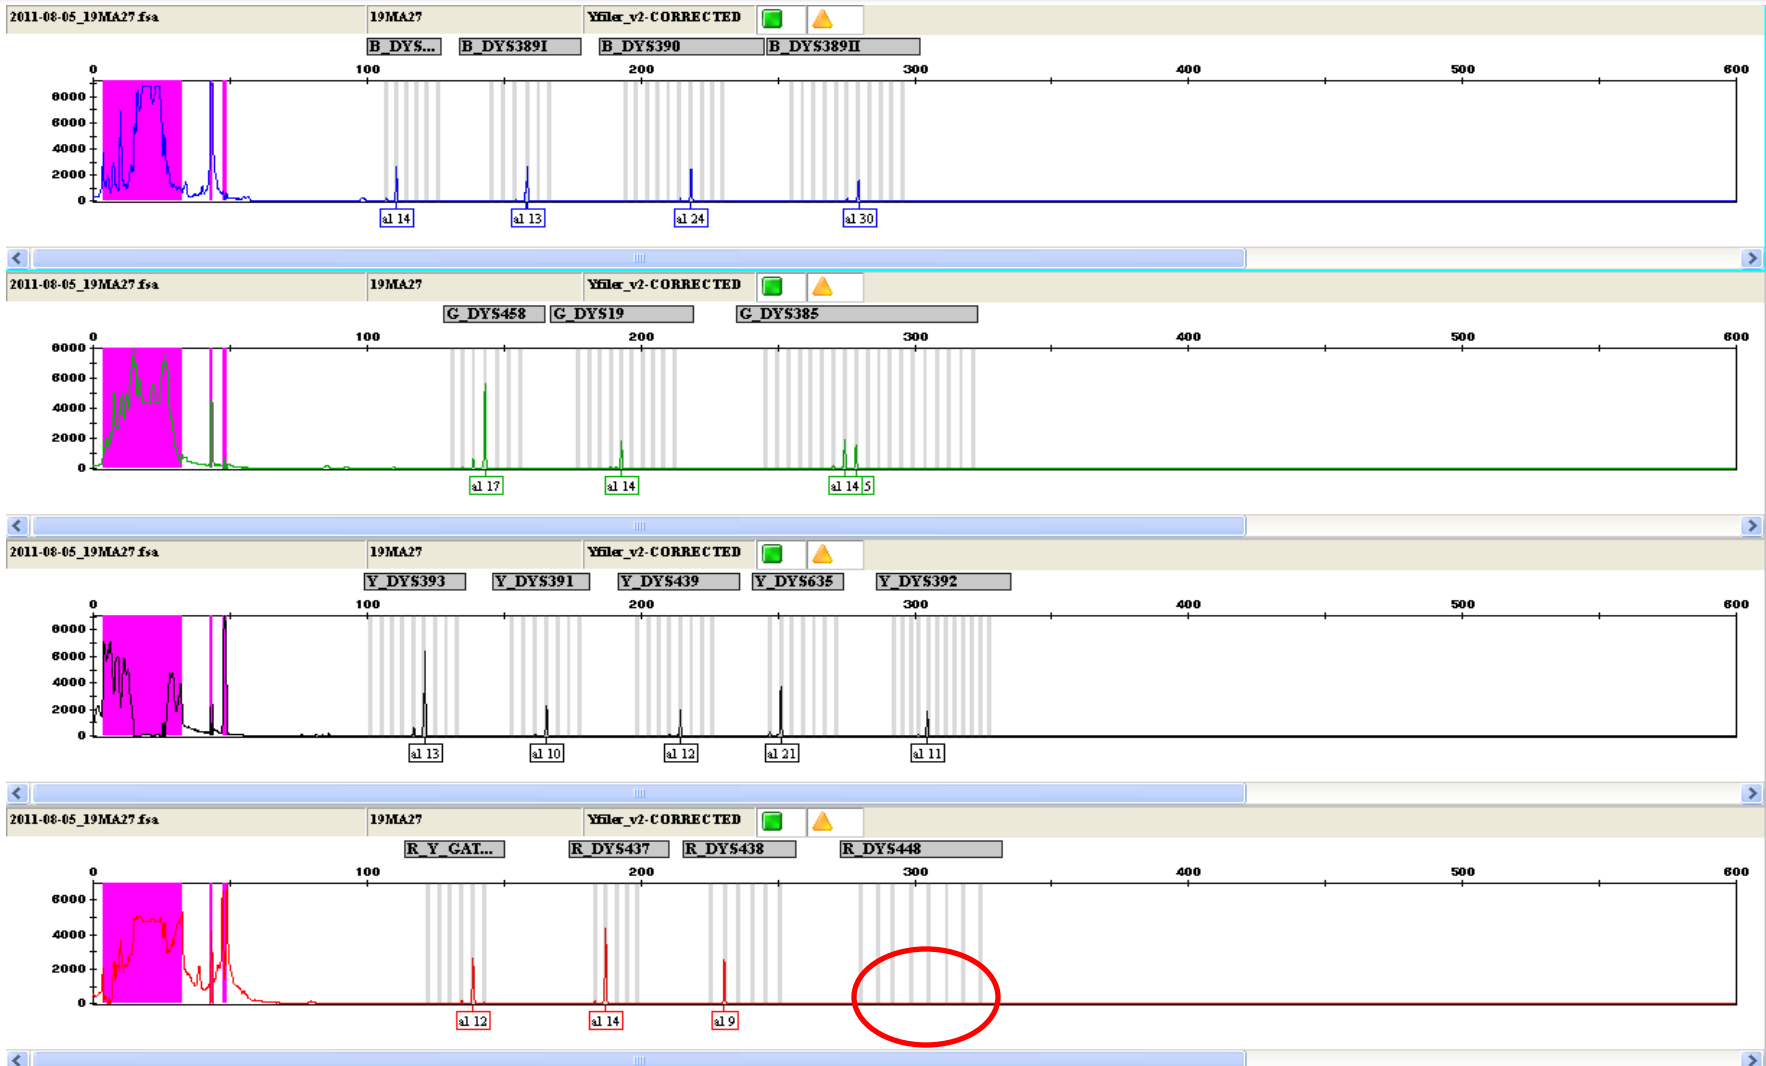 2011-08-05_19MA27.fsa 19MA27 Yfiler_v2-CORRECTED
B_DYS... B_DYS389I B_DYS390 B_DYS389II
0 100 200 300 400 500 600
8000
6000
4000
2000
0
al 14 al 13 al 24 al 30
2011-08-05_19MA27.fsa 19MA27 Yfiler_v2-CORRECTED
G_DYS458 G_DYS19 G_DYS385
0 100 200 300 400 500 600
8000
6000
4000
2000
0
al 17 al 14 al 14 5
2011-08-05_19MA27.fsa 19MA27 Yfiler_v2-CORRECTED
Y_DYS393 Y_DYS391 Y_DYS439 Y_DYS635 Y_DYS392
0 100 200 300 400 500 600
8000
6000
4000
2000
0
al 13 al 10 al 12 al 21 al 11
2011-08-05_19MA27.fsa 19MA27 Yfiler_v2-CORRECTED
R_Y_GAT... R_DYS437 R_DYS438 R_DYS448
0 100 200 300 400 500 600
6000
4000
2000
0
al 12 al 14 al 9